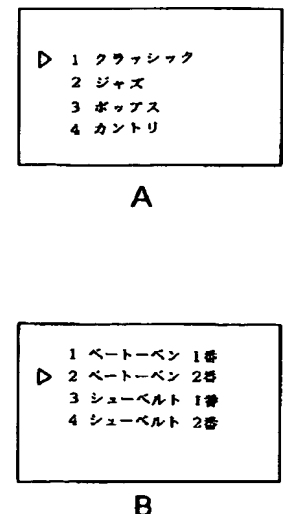 ▷ 1 クラッシック
2 ジャズ
3 ポップス
4 カントリ
A
1 ベートーベン 1番
▷ 2 ベートーベン 2番
3 シューベルト 1番
4 シューベルト 2番
B